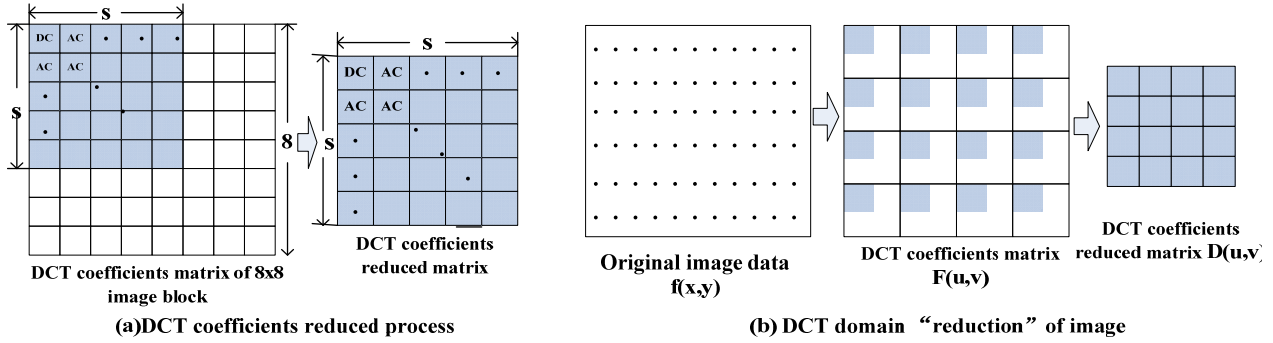 s
DC AC
AC AC
s
8
DCT coefficients matrix of 8x8
image block
s
DC AC
AC AC
s
DCT coefficients
reduced matrix
(a)DCT coefficients reduced process
Original image data
f(x,y)
DCT coefficients matrix
F(u,v)
DCT coefficients
reduced matrix D(u,v)
(b) DCT domain “reduction” of image